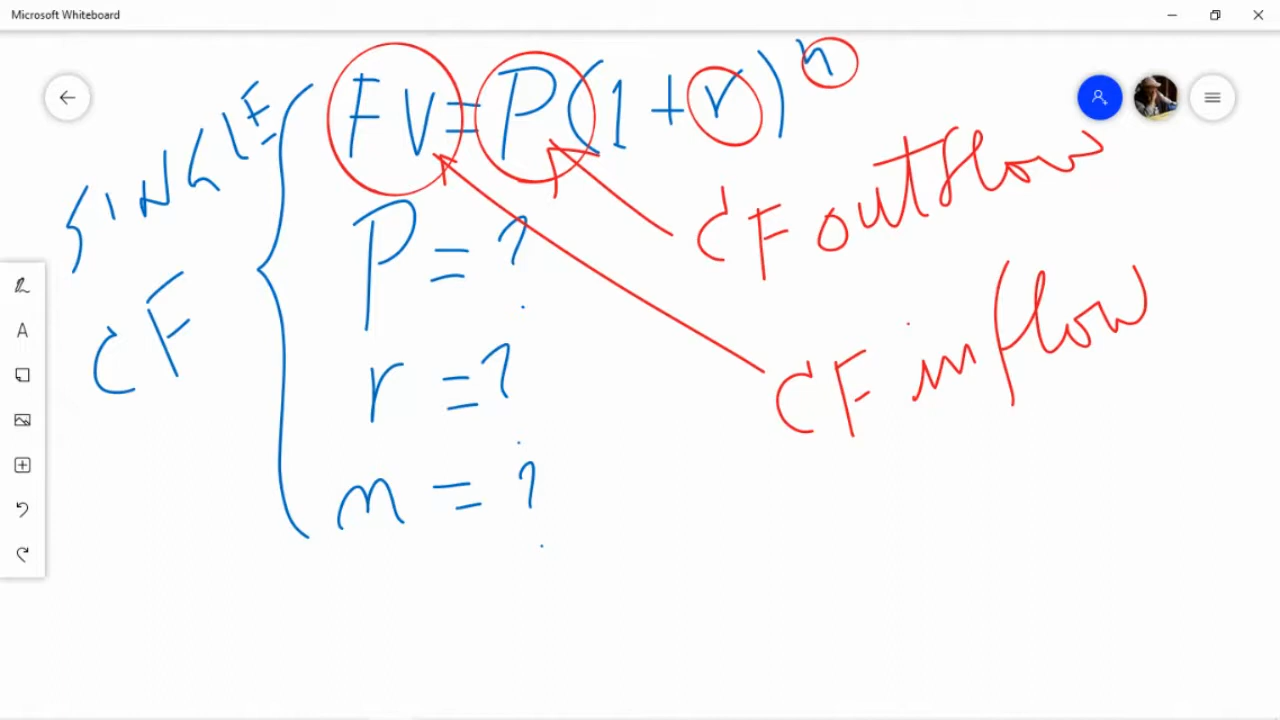 Microsoft Whiteboard
FV = P(1 + r)^n
SINGLE
CF
CF outflow
P = ?
CF inflow
r = ?
n = ?
A